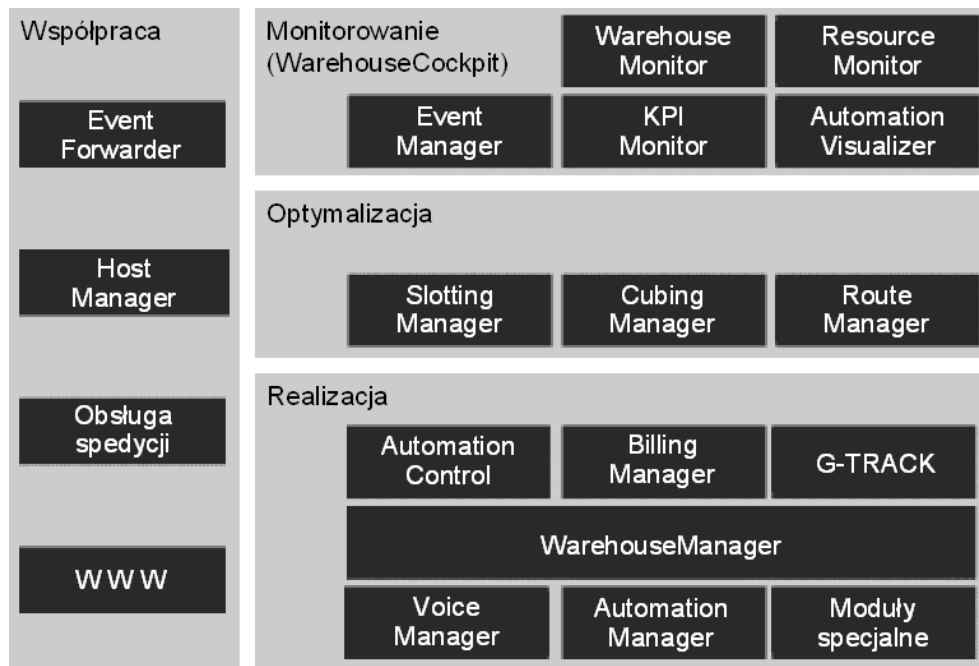 Współpraca
Event
Forwarder
Host
Manager
Obsługa
spedycji
WWW
Monitorowanie
(WarehouseCockpit)
Warehouse
Monitor
Resource
Monitor
Event
Manager
KPI
Monitor
Automation
Visualizer
Optymalizacja
Slotting
Manager
Cubing
Manager
Route
Manager
Realizacja
Automation
Control
Billing
Manager
G-TRACK
WarehouseManager
Voice
Manager
Automation
Manager
Moduły
specjalne